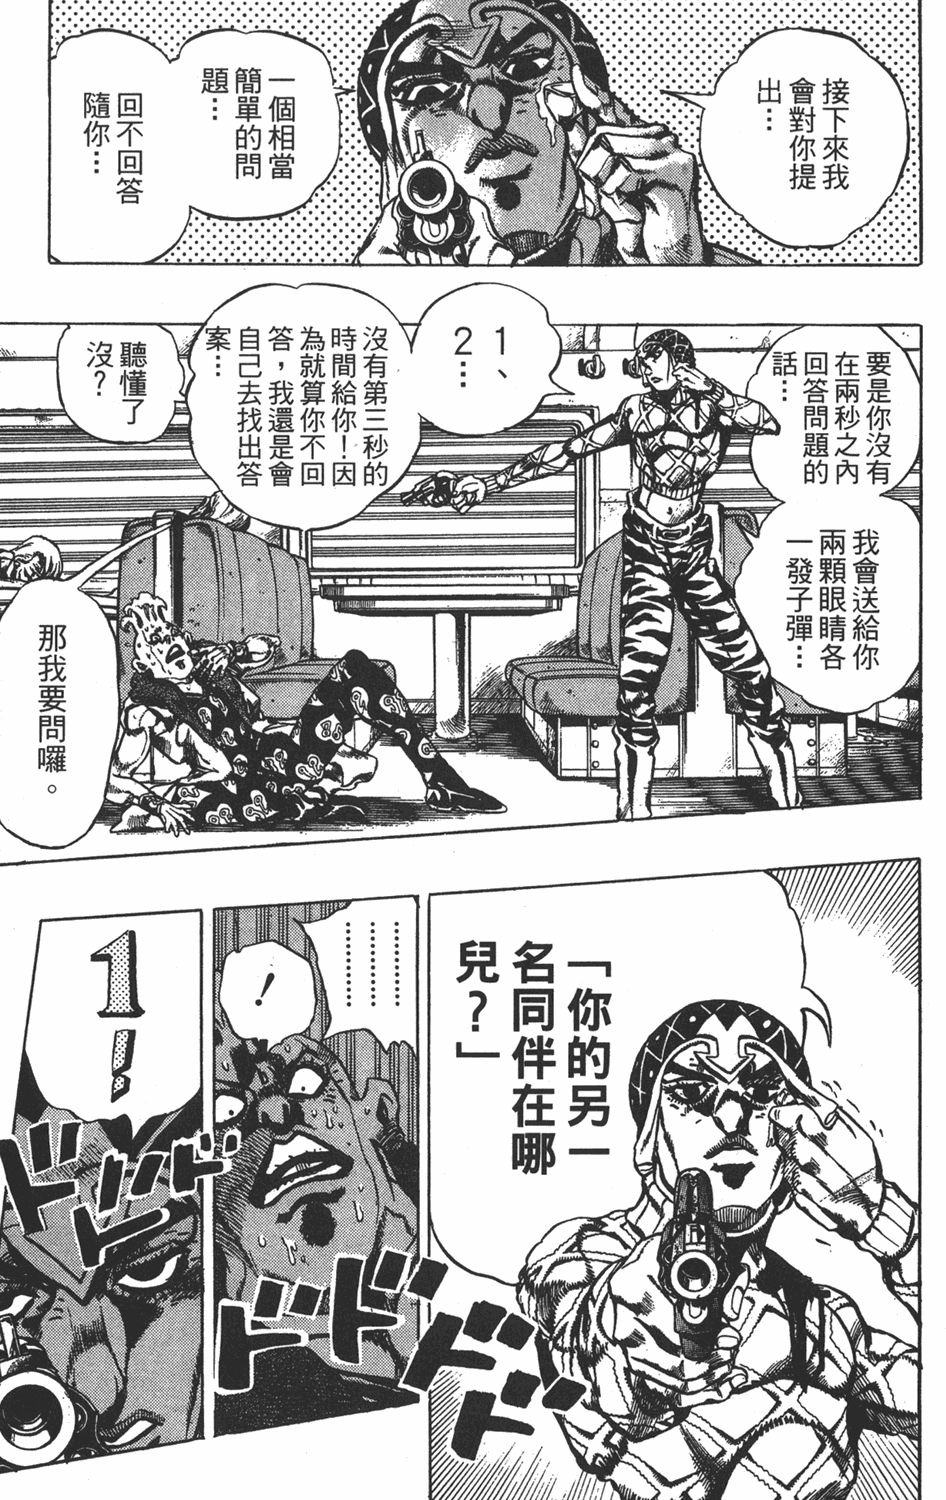 接下來我
會對你提
出…
一個相當
簡單的問
題…
回不回答
隨你…
要是你沒有
在兩秒之內
回答問題的
話…
我會送給你
兩顆眼睛各
一發子彈…
1、
2…
沒有第三秒的
時間給你！因
為就算你不回
答，我還是會
自己去找出答
案…
聽懂了
沒？
那我要問囉。
「你的另一
名同伴在哪
兒？」
…………
！
1！
ドドドド
ドドド